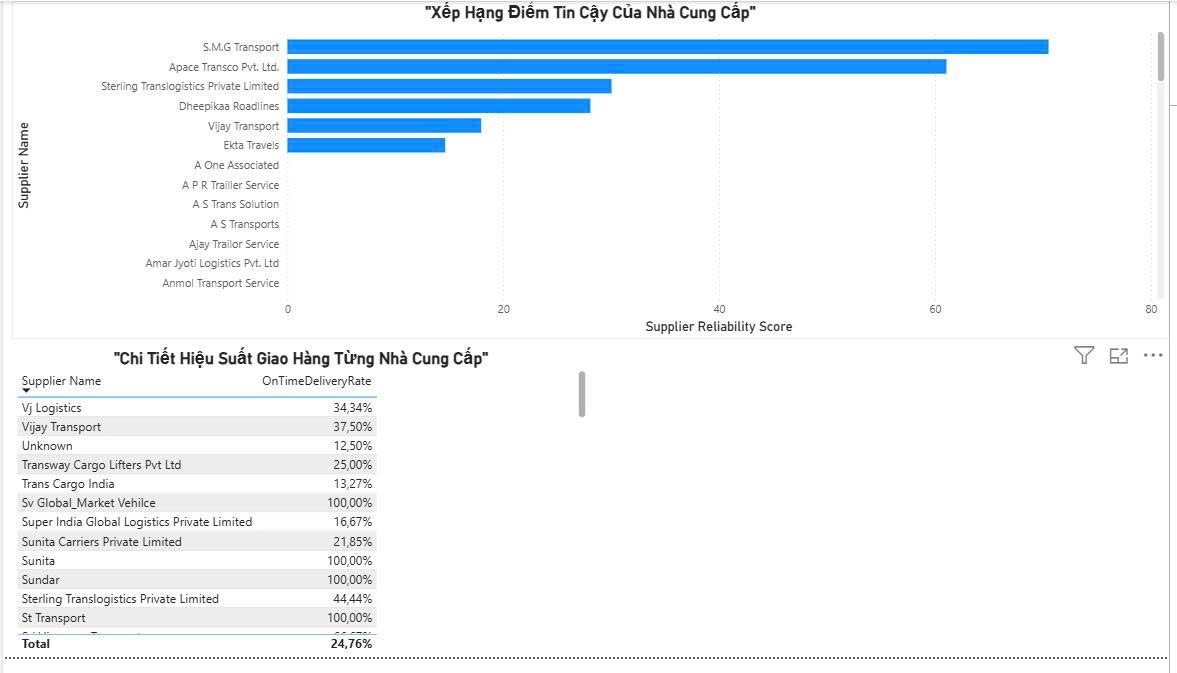 "Xếp Hạng Điểm Tin Cậy Của Nhà Cung Cấp"
Supplier Name
S.M.G Transport
Apace Transco Pvt. Ltd.
Sterling Translogistics Private Limited
Dheepikaa Roadlines
Vijay Transport
Ekta Travels
A One Associated
A P R Trailler Service
A S Trans Solution
A S Transports
Ajay Trailor Service
Amar Jyoti Logistics Pvt. Ltd
Anmol Transport Service
0 20 40 60 80
Supplier Reliability Score
"Chi Tiết Hiệu Suất Giao Hàng Từng Nhà Cung Cấp"
Supplier Name OnTimeDeliveryRate
Vj Logistics 34,34%
Vijay Transport 37,50%
Unknown 12,50%
Transway Cargo Lifters Pvt Ltd 25,00%
Trans Cargo India 13,27%
Sv Global_Market Vehilce 100,00%
Super India Global Logistics Private Limited 16,67%
Sunita Carriers Private Limited 21,85%
Sunita 100,00%
Sundar 100,00%
Sterling Translogistics Private Limited 44,44%
St Transport 100,00%
Total 24,76%